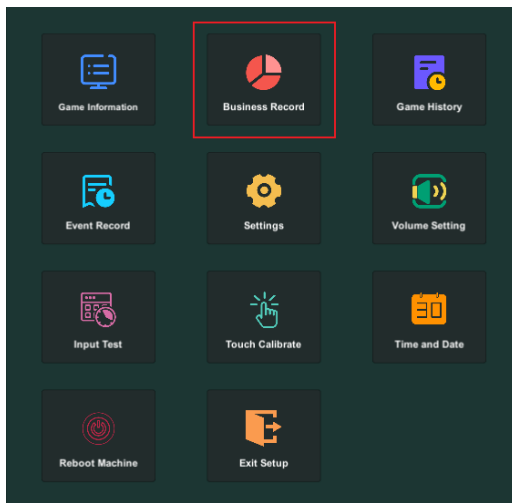 Game Information
Business Record
Game History
Event Record
Settings
Volume Setting
Input Test
Touch Calibrate
30
Time and Date
Reboot Machine
Exit Setup